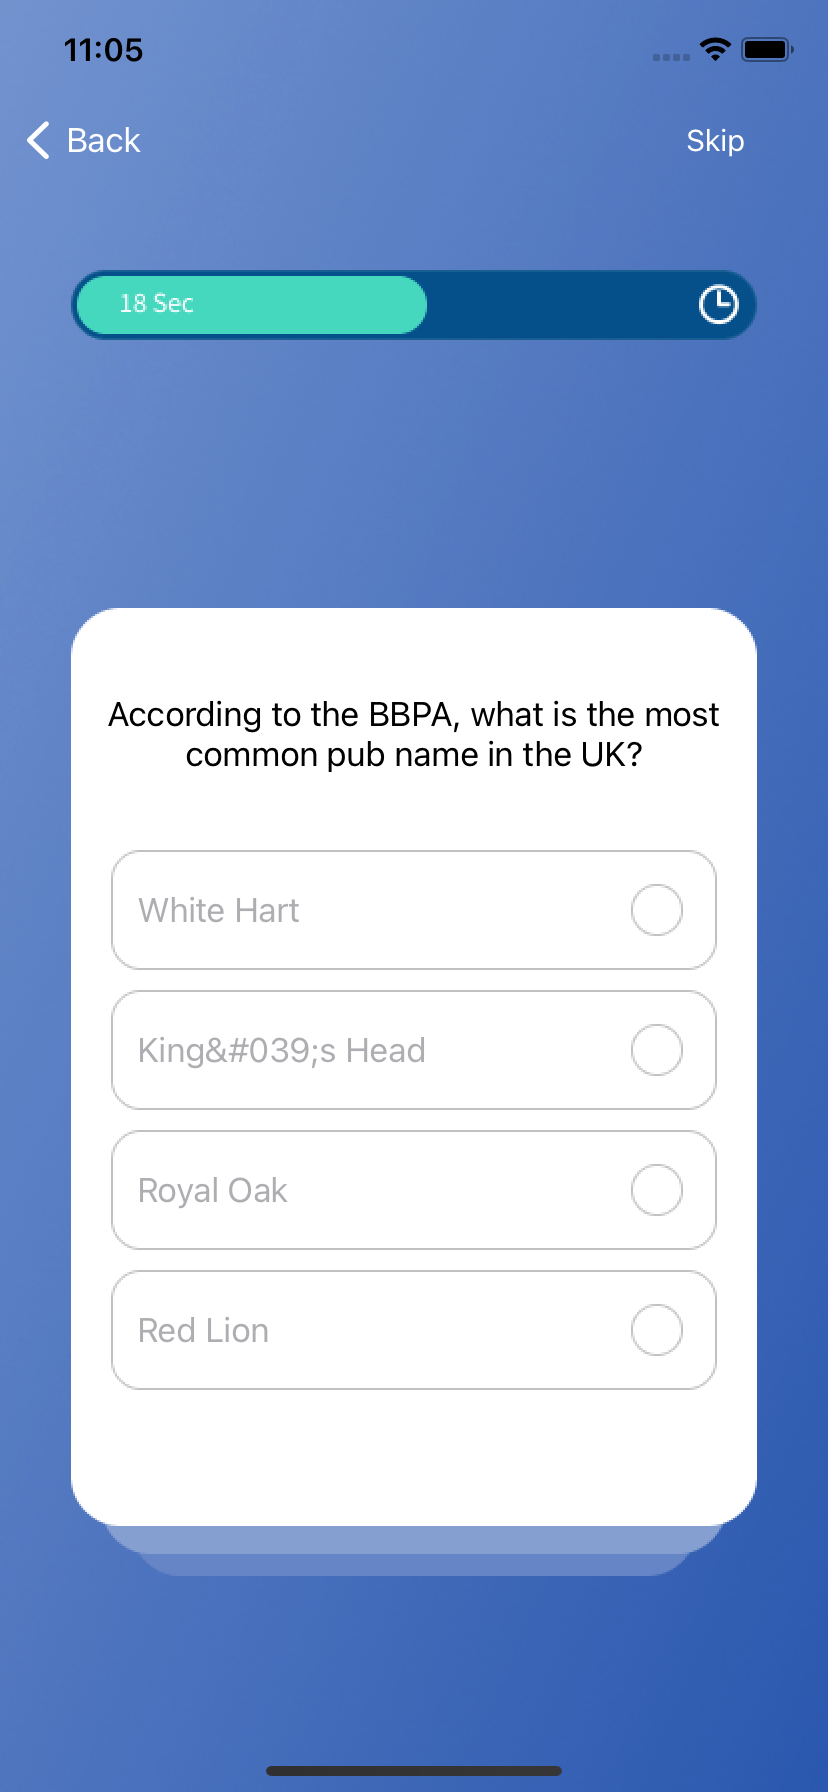 11:05
Back
Skip
18 Sec
According to the BBPA, what is the most
common pub name in the UK?
White Hart
King&#039;s Head
Royal Oak
Red Lion